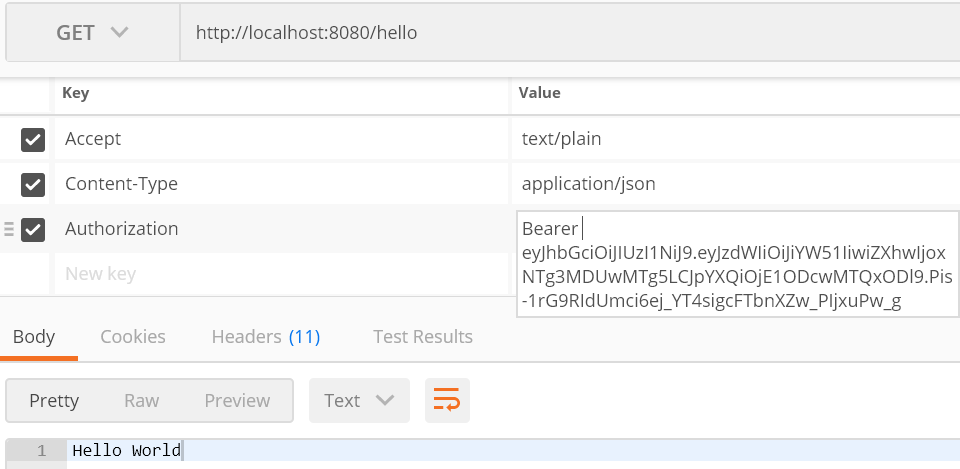 GET http://localhost:8080/hello
Key Value
Accept text/plain
Content-Type application/json
Authorization Bearer
eyJhbGciOiJIUzI1NiJ9.eyJzdWIiOiJiYW51IiwiZXhwIjox
NTg3MDUwMTg5LCJpYXQiOjE1ODcwMTQxODl9.Pis
-1rG9RIdUmci6ej_YT4sigcFTbnXZw_PIjxuPw_g
New key
Body Cookies Headers (11) Test Results
Pretty Raw Preview Text
1 Hello World